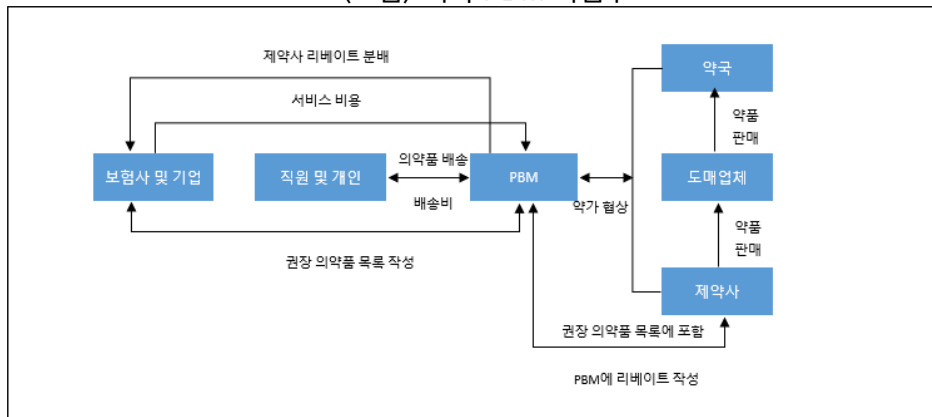 제약사 리베이트 분배
약국
서비스 비용
약품
판매
보험사 및 기업
직원 및 개인
의약품 배송
배송비
PBM
도매업체
약가 협상
약품
판매
권장 의약품 목록 작성
제약사
권장 의약품 목록에 포함
PBM에 리베이트 작성